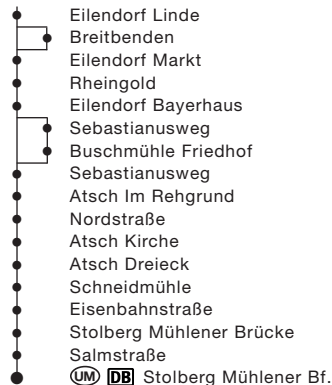 Eilendorf Linde
Breitbenden
Eilendorf Markt
Rheingold
Eilendorf Bayerhaus
Sebastianusweg
Buschmühle Friedhof
Sebastianusweg
Atsch Im Rehgrund
Nordstraße
Atsch Kirche
Atsch Dreieck
Schneidmühle
Eisenbahnstraße
Stolberg Mühlener Brücke
Salmstraße
UM DB Stolberg Mühlener Bf.